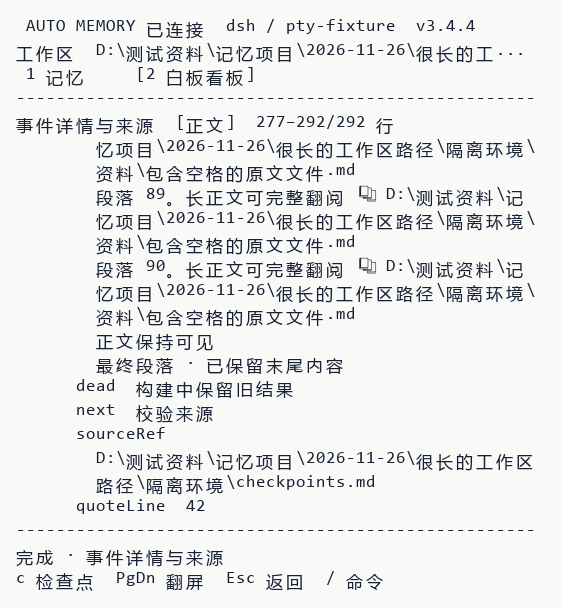 AUTO MEMORY 已连接  dsh / pty-fixture  v3.4.4
工作区  D:\测试资料\记忆项目\2026-11-26\很长的工...
1 记忆     [2 白板看板]
----------------------------------------------------
事件详情与来源  [正文]  277–292/292 行
忆项目\2026-11-26\很长的工作区路径\隔离环境\
资料\包含空格的原文文件.md
段落 89。长正文可完整翻阅 📚 D:\测试资料\记
忆项目\2026-11-26\很长的工作区路径\隔离环境\
资料\包含空格的原文文件.md
段落 90。长正文可完整翻阅 📚 D:\测试资料\记
忆项目\2026-11-26\很长的工作区路径\隔离环境\
资料\包含空格的原文文件.md
正文保持可见
最终段落 · 已保留末尾内容
dead  构建中保留旧结果
next  校验来源
sourceRef
D:\测试资料\记忆项目\2026-11-26\很长的工作区
路径\隔离环境\checkpoints.md
quoteLine  42
----------------------------------------------------
完成 · 事件详情与来源
c 检查点  PgDn 翻屏  Esc 返回  / 命令